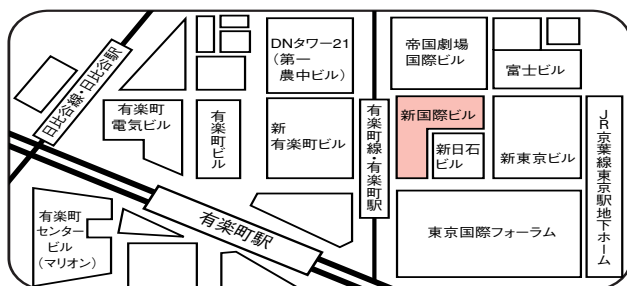 日比谷線・日比谷駅
DNタワー21
(第一
農中ビル)
帝国劇場
国際ビル
富士ビル
有楽町
電気ビル
有楽町ビル
新
有楽町ビル
有楽町線・有楽町駅
新国際ビル
新日石
ビル
新東京ビル
JR京葉線東京駅地下ホーム
有楽町
センター
ビル
(マリオン)
有楽町駅
東京国際フォーラム